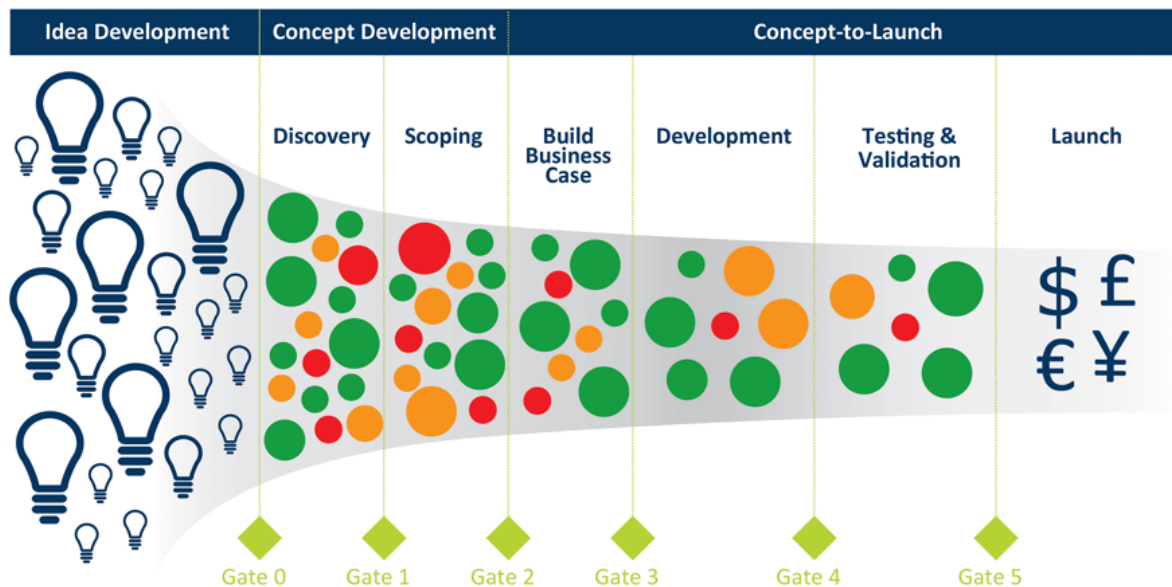 Idea Development
Concept Development
Concept-to-Launch
Discovery
Scoping
Build
Business
Case
Development
Testing &
Validation
Launch
$ £
€ ¥
Gate 0
Gate 1
Gate 2
Gate 3
Gate 4
Gate 5